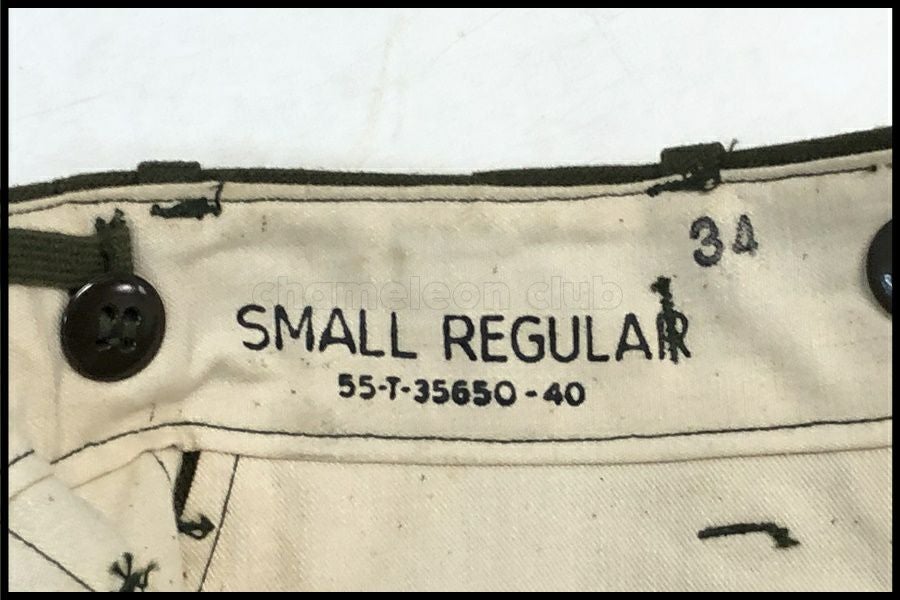 34
chameleon club
SMALL REGULAR
55-T-35650-40